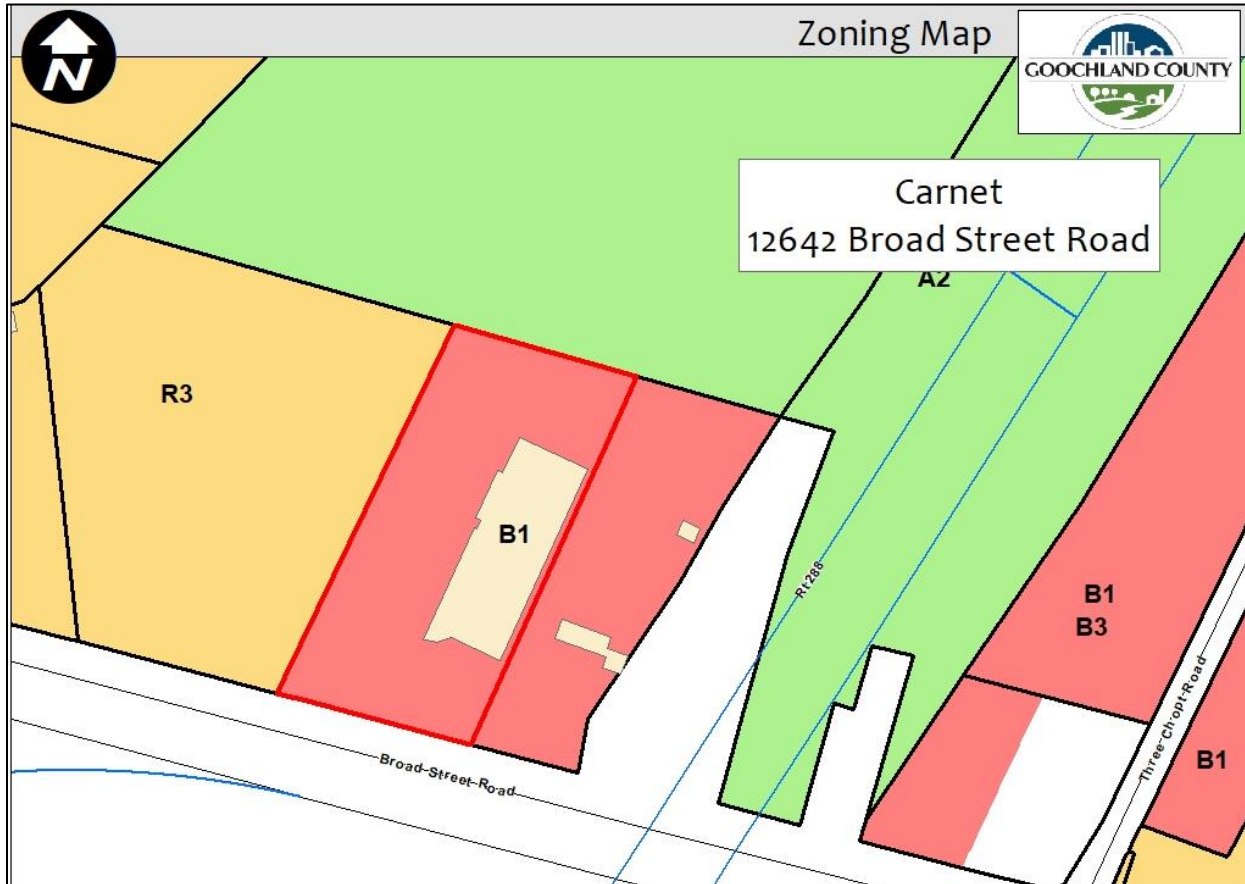 Zoning Map
N
GOOCHLAND COUNTY
Carnet
12642 Broad Street Road
A2
R3
B1
Rt 288
B1
B3
Three Chopt Road
B1
Broad Street Road